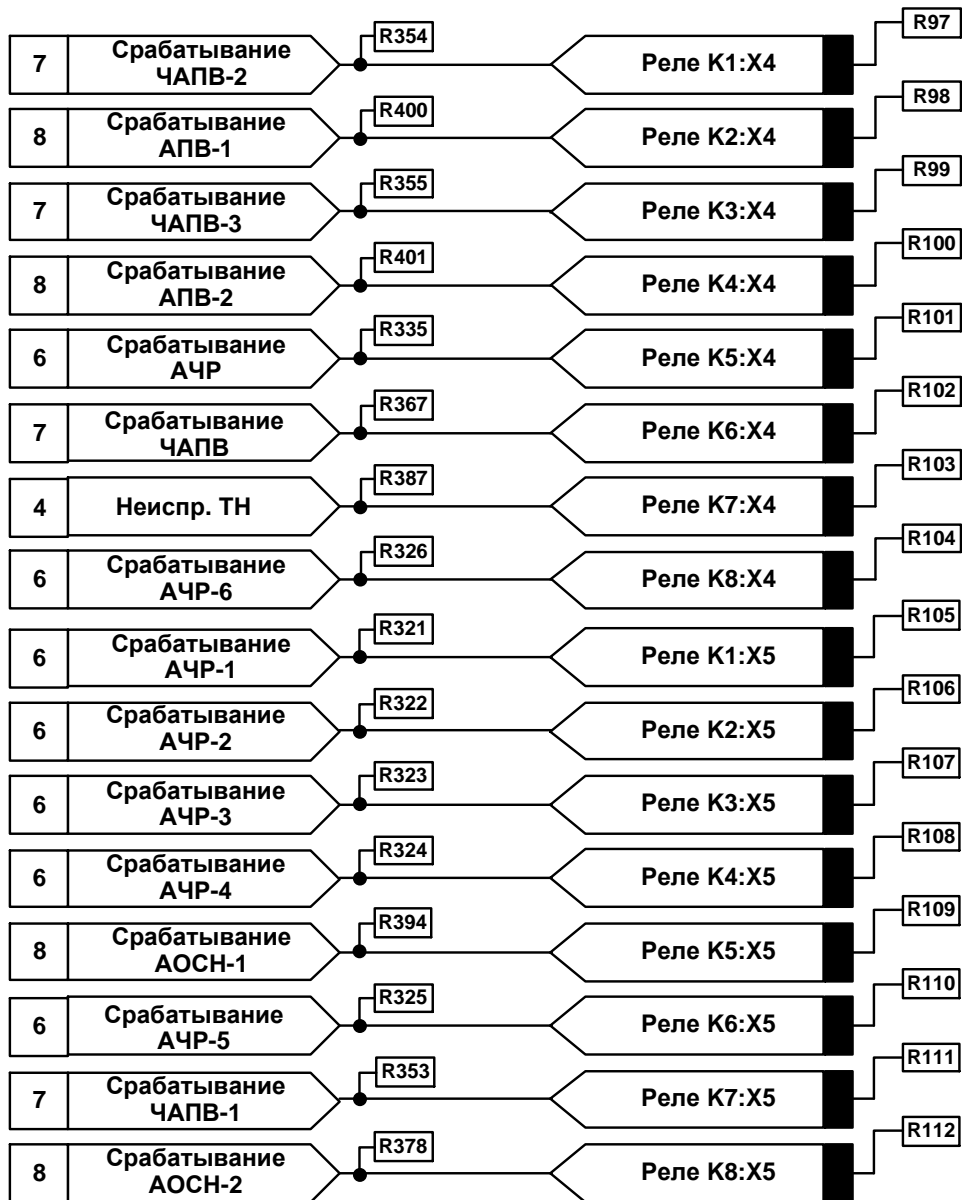 R97
R354
7 Срабатывание Реле K1:X4
ЧАПВ-2
R98
R400
8 Срабатывание Реле K2:X4
АПВ-1
R99
R355
7 Срабатывание Реле K3:X4
ЧАПВ-3
R100
R401
8 Срабатывание Реле K4:X4
АПВ-2
R101
R335
6 Срабатывание Реле K5:X4
АЧР
R102
R367
7 Срабатывание Реле K6:X4
ЧАПВ
R103
R387
4 Неиспр. ТН Реле K7:X4
R104
R326
6 Срабатывание Реле K8:X4
АЧР-6
R105
R321
6 Срабатывание Реле K1:X5
АЧР-1
R106
R322
6 Срабатывание Реле K2:X5
АЧР-2
R107
R323
6 Срабатывание Реле K3:X5
АЧР-3
R108
R324
6 Срабатывание Реле K4:X5
АЧР-4
R109
R394
8 Срабатывание Реле K5:X5
АОСН-1
R110
R325
6 Срабатывание Реле K6:X5
АЧР-5
R111
R353
7 Срабатывание Реле K7:X5
ЧАПВ-1
R112
R378
8 Срабатывание Реле K8:X5
АОСН-2